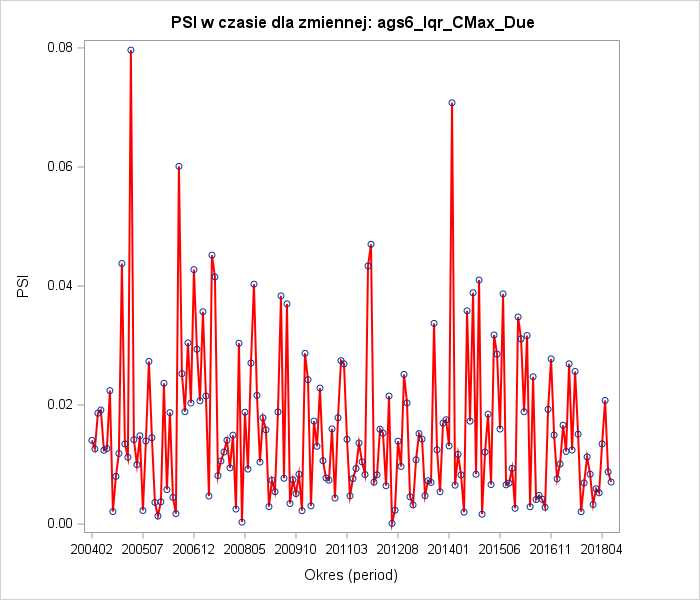 PSI w czasie dla zmiennej: ags6_Iqr_CMax_Due
0.08
0.06
0.04
0.02
0.00
PSI
200402 200507 200612 200805 200910 201103 201208 201401 201506 201611 201804
Okres (period)